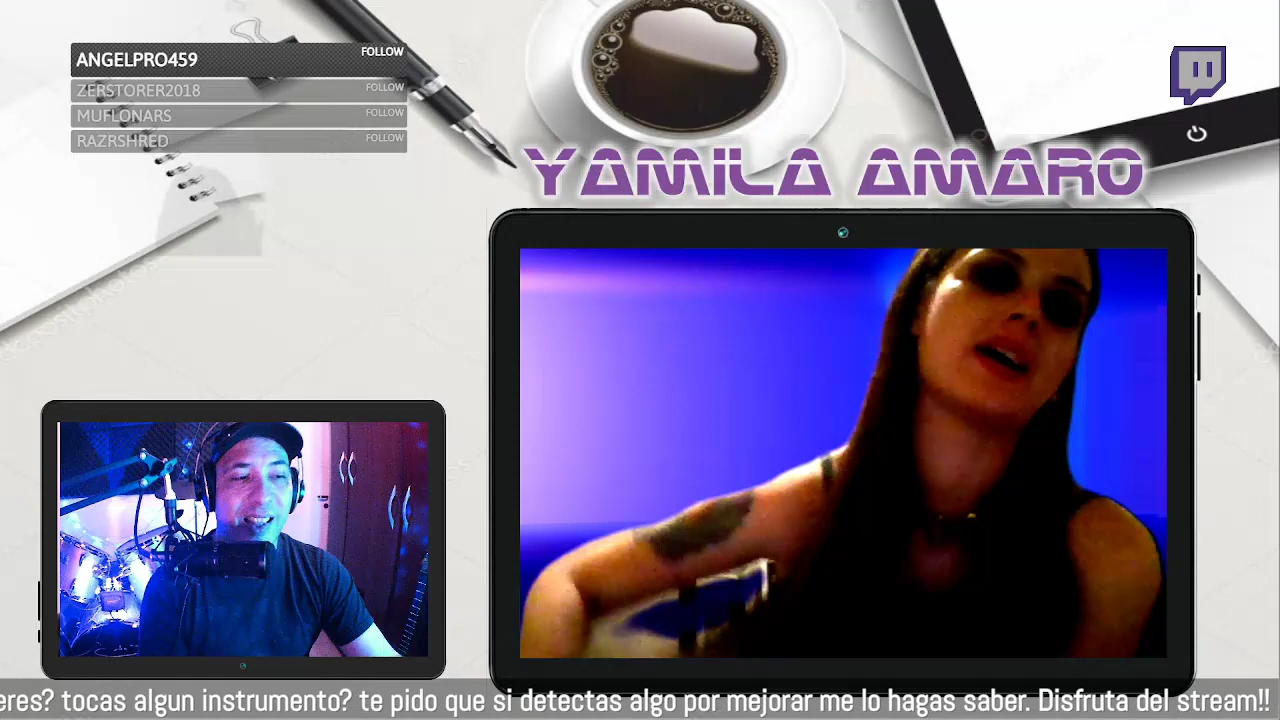 ANGELPRO459 FOLLOW
ZERSTORER2018 FOLLOW
MUFLONARS FOLLOW
RAZRSHRED FOLLOW
YAMILA AMARO
eres? tocas algun instrumento? te pido que si detectas algo por mejorar me lo hagas saber. Disfruta del stream!!